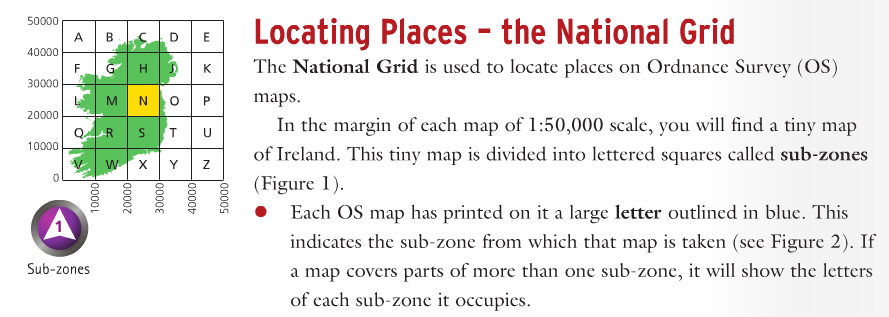 50000
A B C D E
40000
F G H J K
30000
L M N O P
20000
Q R S T U
10000
V W X Y Z
0
10000 20000 30000 40000 50000
1
Sub-zones
Locating Places – the National Grid
The National Grid is used to locate places on Ordnance Survey (OS)
maps.
In the margin of each map of 1:50,000 scale, you will find a tiny map
of Ireland. This tiny map is divided into lettered squares called sub-zones
(Figure 1).
● Each OS map has printed on it a large letter outlined in blue. This
indicates the sub-zone from which that map is taken (see Figure 2). If
a map covers parts of more than one sub-zone, it will show the letters
of each sub-zone it occupies.